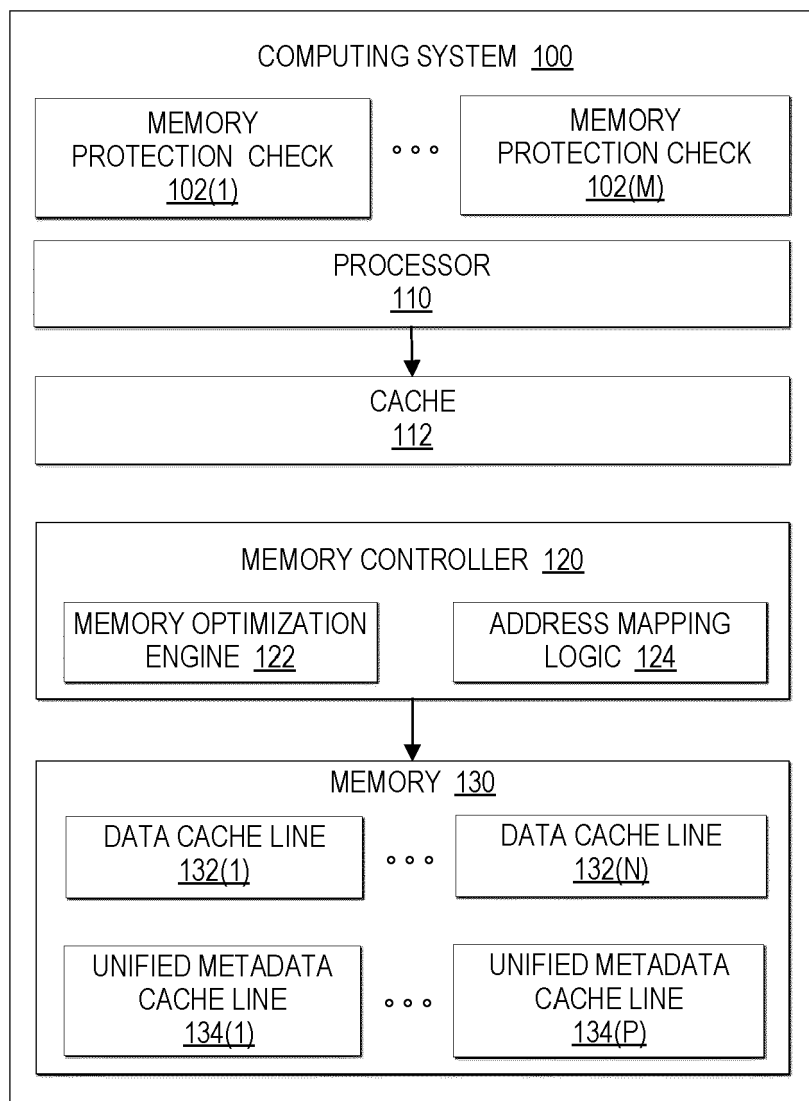 COMPUTING SYSTEM 100
MEMORY
PROTECTION CHECK
102(1)
MEMORY
PROTECTION CHECK
102(M)
PROCESSOR
110
CACHE
112
MEMORY CONTROLLER 120
MEMORY OPTIMIZATION
ENGINE 122
ADDRESS MAPPING
LOGIC 124
MEMORY 130
DATA CACHE LINE
132(1)
DATA CACHE LINE
132(N)
UNIFIED METADATA
CACHE LINE
134(1)
UNIFIED METADATA
CACHE LINE
134(P)